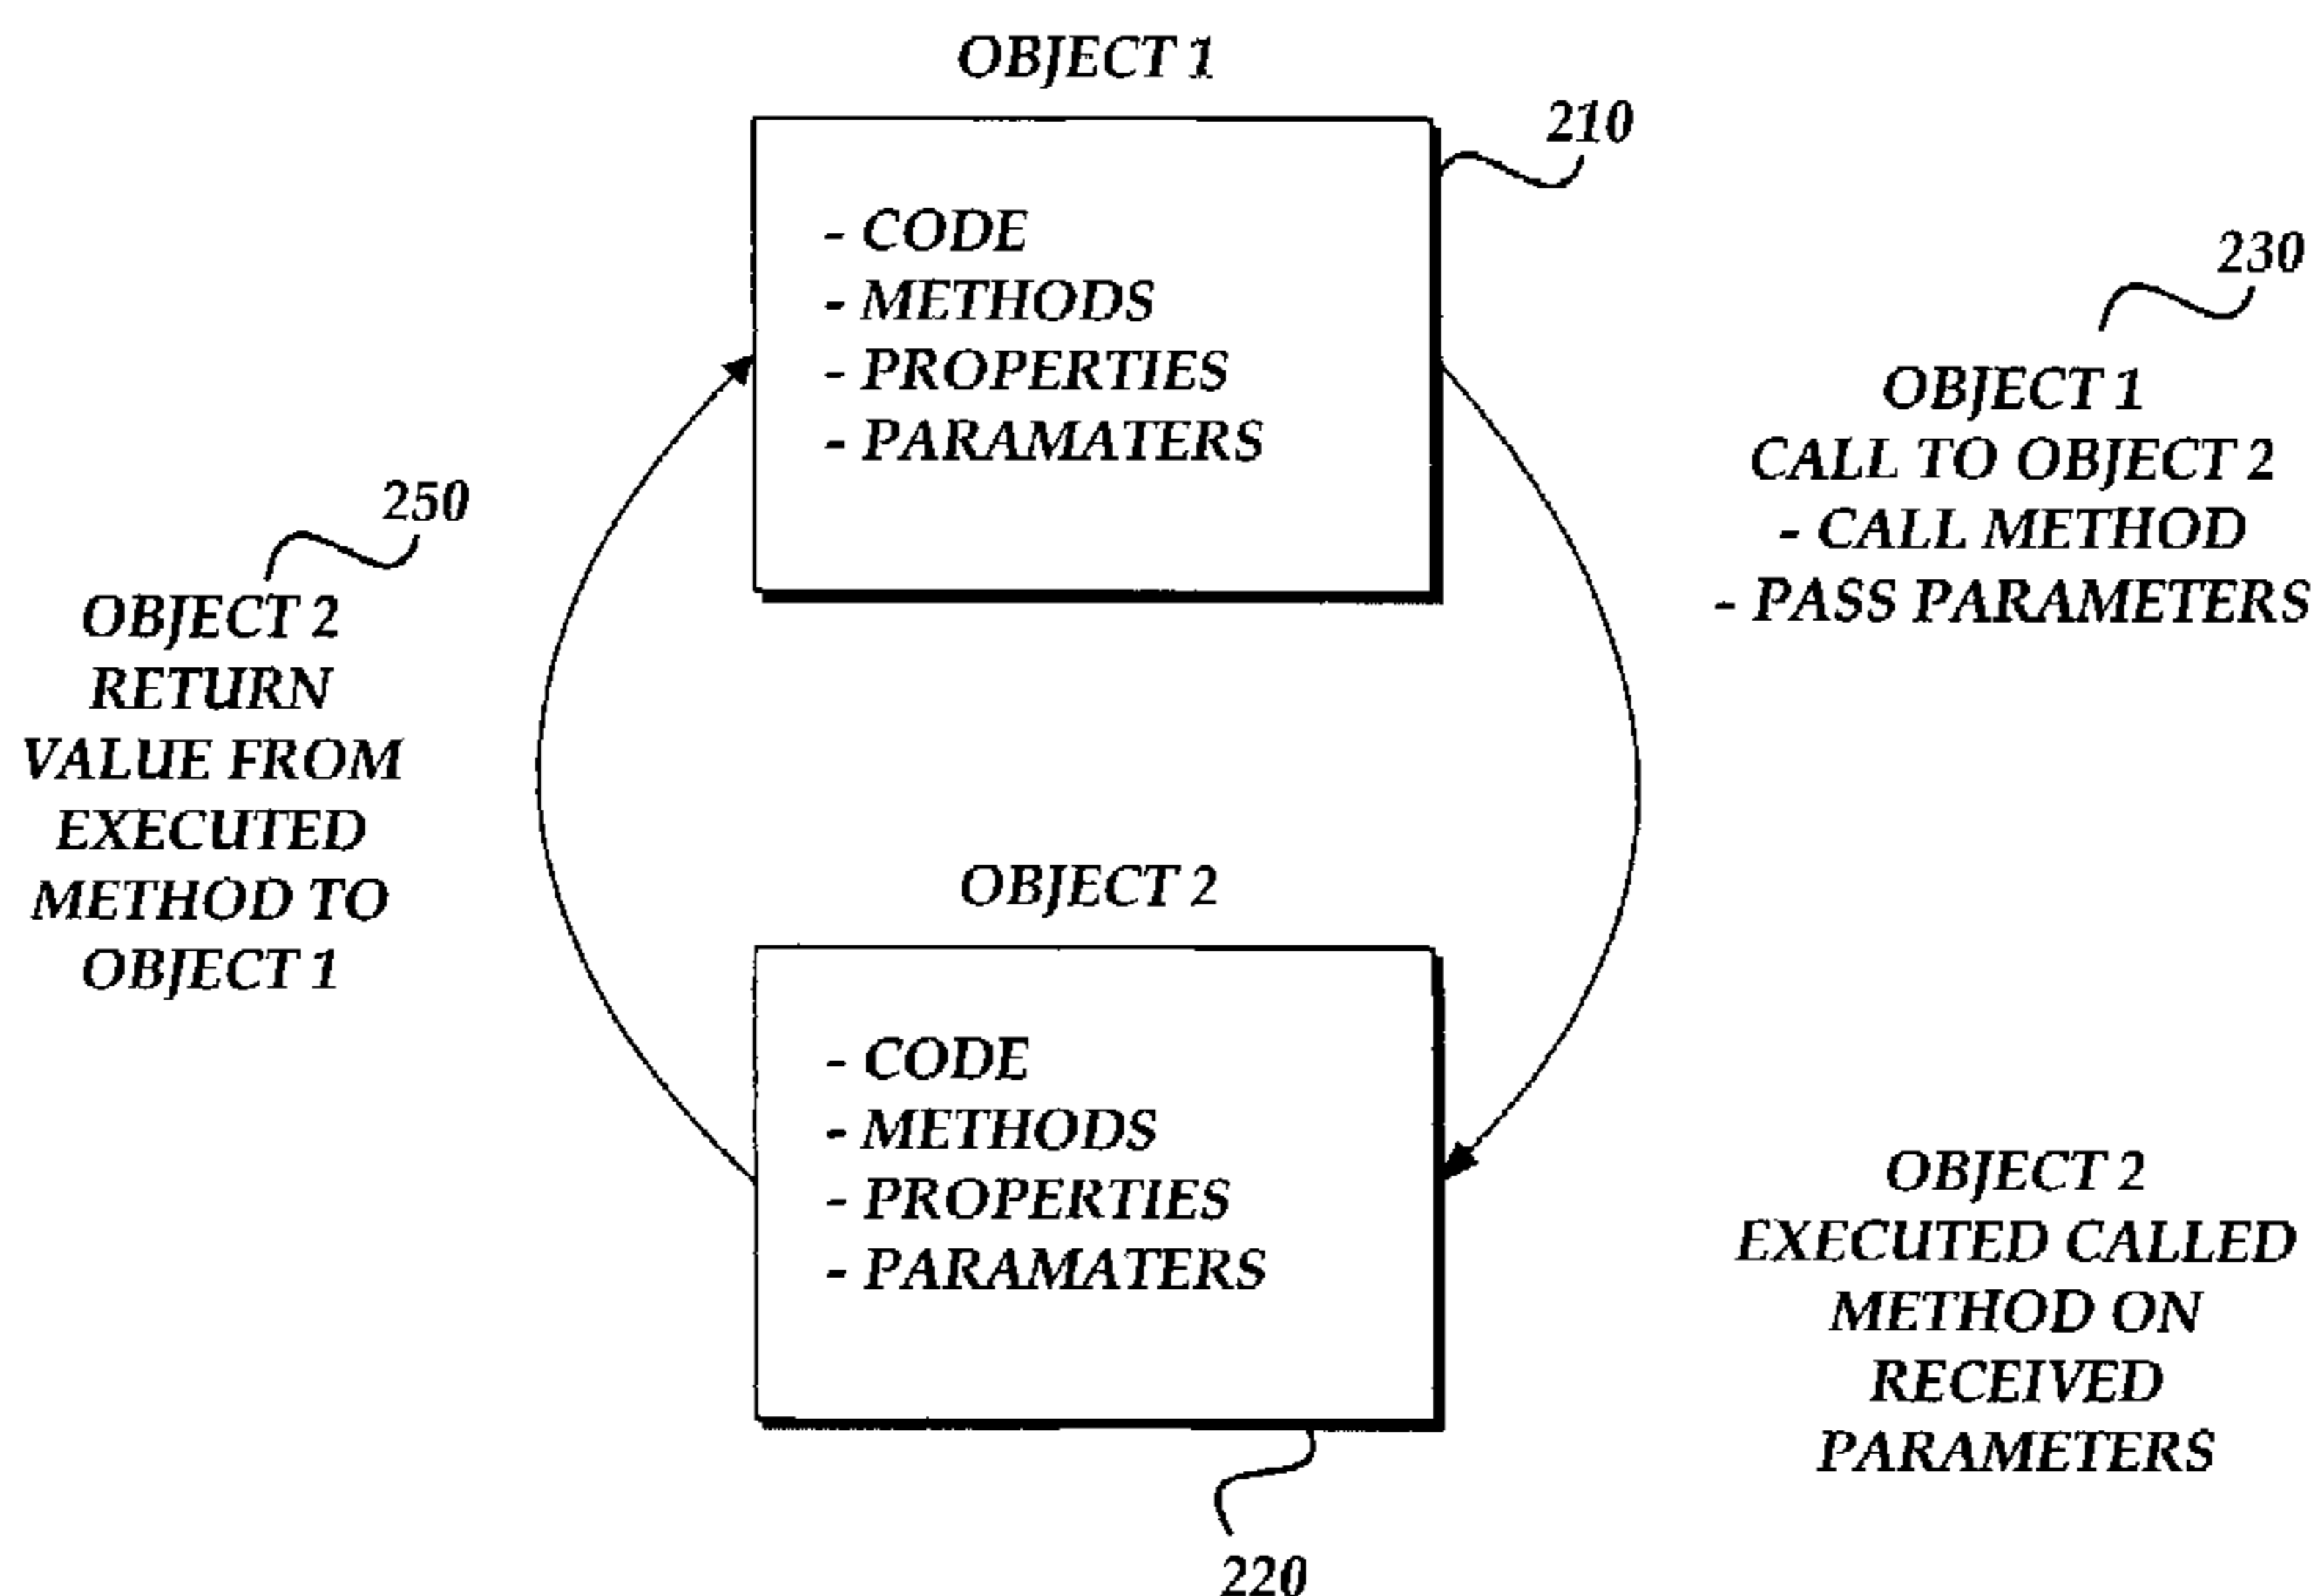 OBJECT 1
210
- CODE
- METHODS
- PROPERTIES
- PARAMATERS
230
OBJECT 1
CALL TO OBJECT 2
- CALL METHOD
- PASS PARAMETERS
250
OBJECT 2
RETURN
VALUE FROM
EXECUTED
METHOD TO
OBJECT 1
OBJECT 2
- CODE
- METHODS
- PROPERTIES
- PARAMATERS
OBJECT 2
EXECUTED CALLED
METHOD ON
RECEIVED
PARAMETERS
220